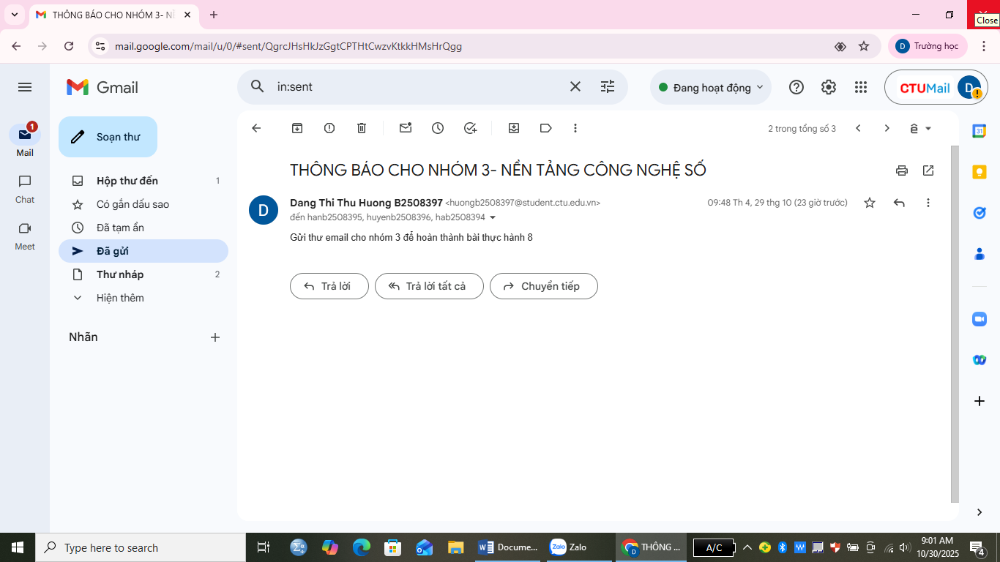 THÔNG BÁO CHO NHÓM 3- NỀ
Close
mail.google.com/mail/u/0/#sent/QgrcJHsHkJzGgtCPTHtCwzvKtkkHMsHrQgg
D Trường học
Gmail
in:sent
Đang hoạt động
CTUMail D
1
Mail
Chat
Meet
Soạn thư
Hộp thư đến 1
Có gắn dấu sao
Đã tạm ẩn
Đã gửi
Thư nháp 2
Hiện thêm
Nhãn
2 trong tổng số 3
THÔNG BÁO CHO NHÓM 3- NỀN TẢNG CÔNG NGHỆ SỐ
D
Dang Thi Thu Huong B2508397 <huongb2508397@student.ctu.edu.vn> 09:48 Th 4, 29 thg 10 (23 giờ trước)
đến hanb2508395, huyenb2508396, hab2508394
Gửi thư email cho nhóm 3 để hoàn thành bài thực hành 8
Trả lời Trả lời tất cả Chuyển tiếp
31
Type here to search
Docume...
Zalo Zalo
THÔNG ...
A/C
9:01 AM
10/30/2025
4